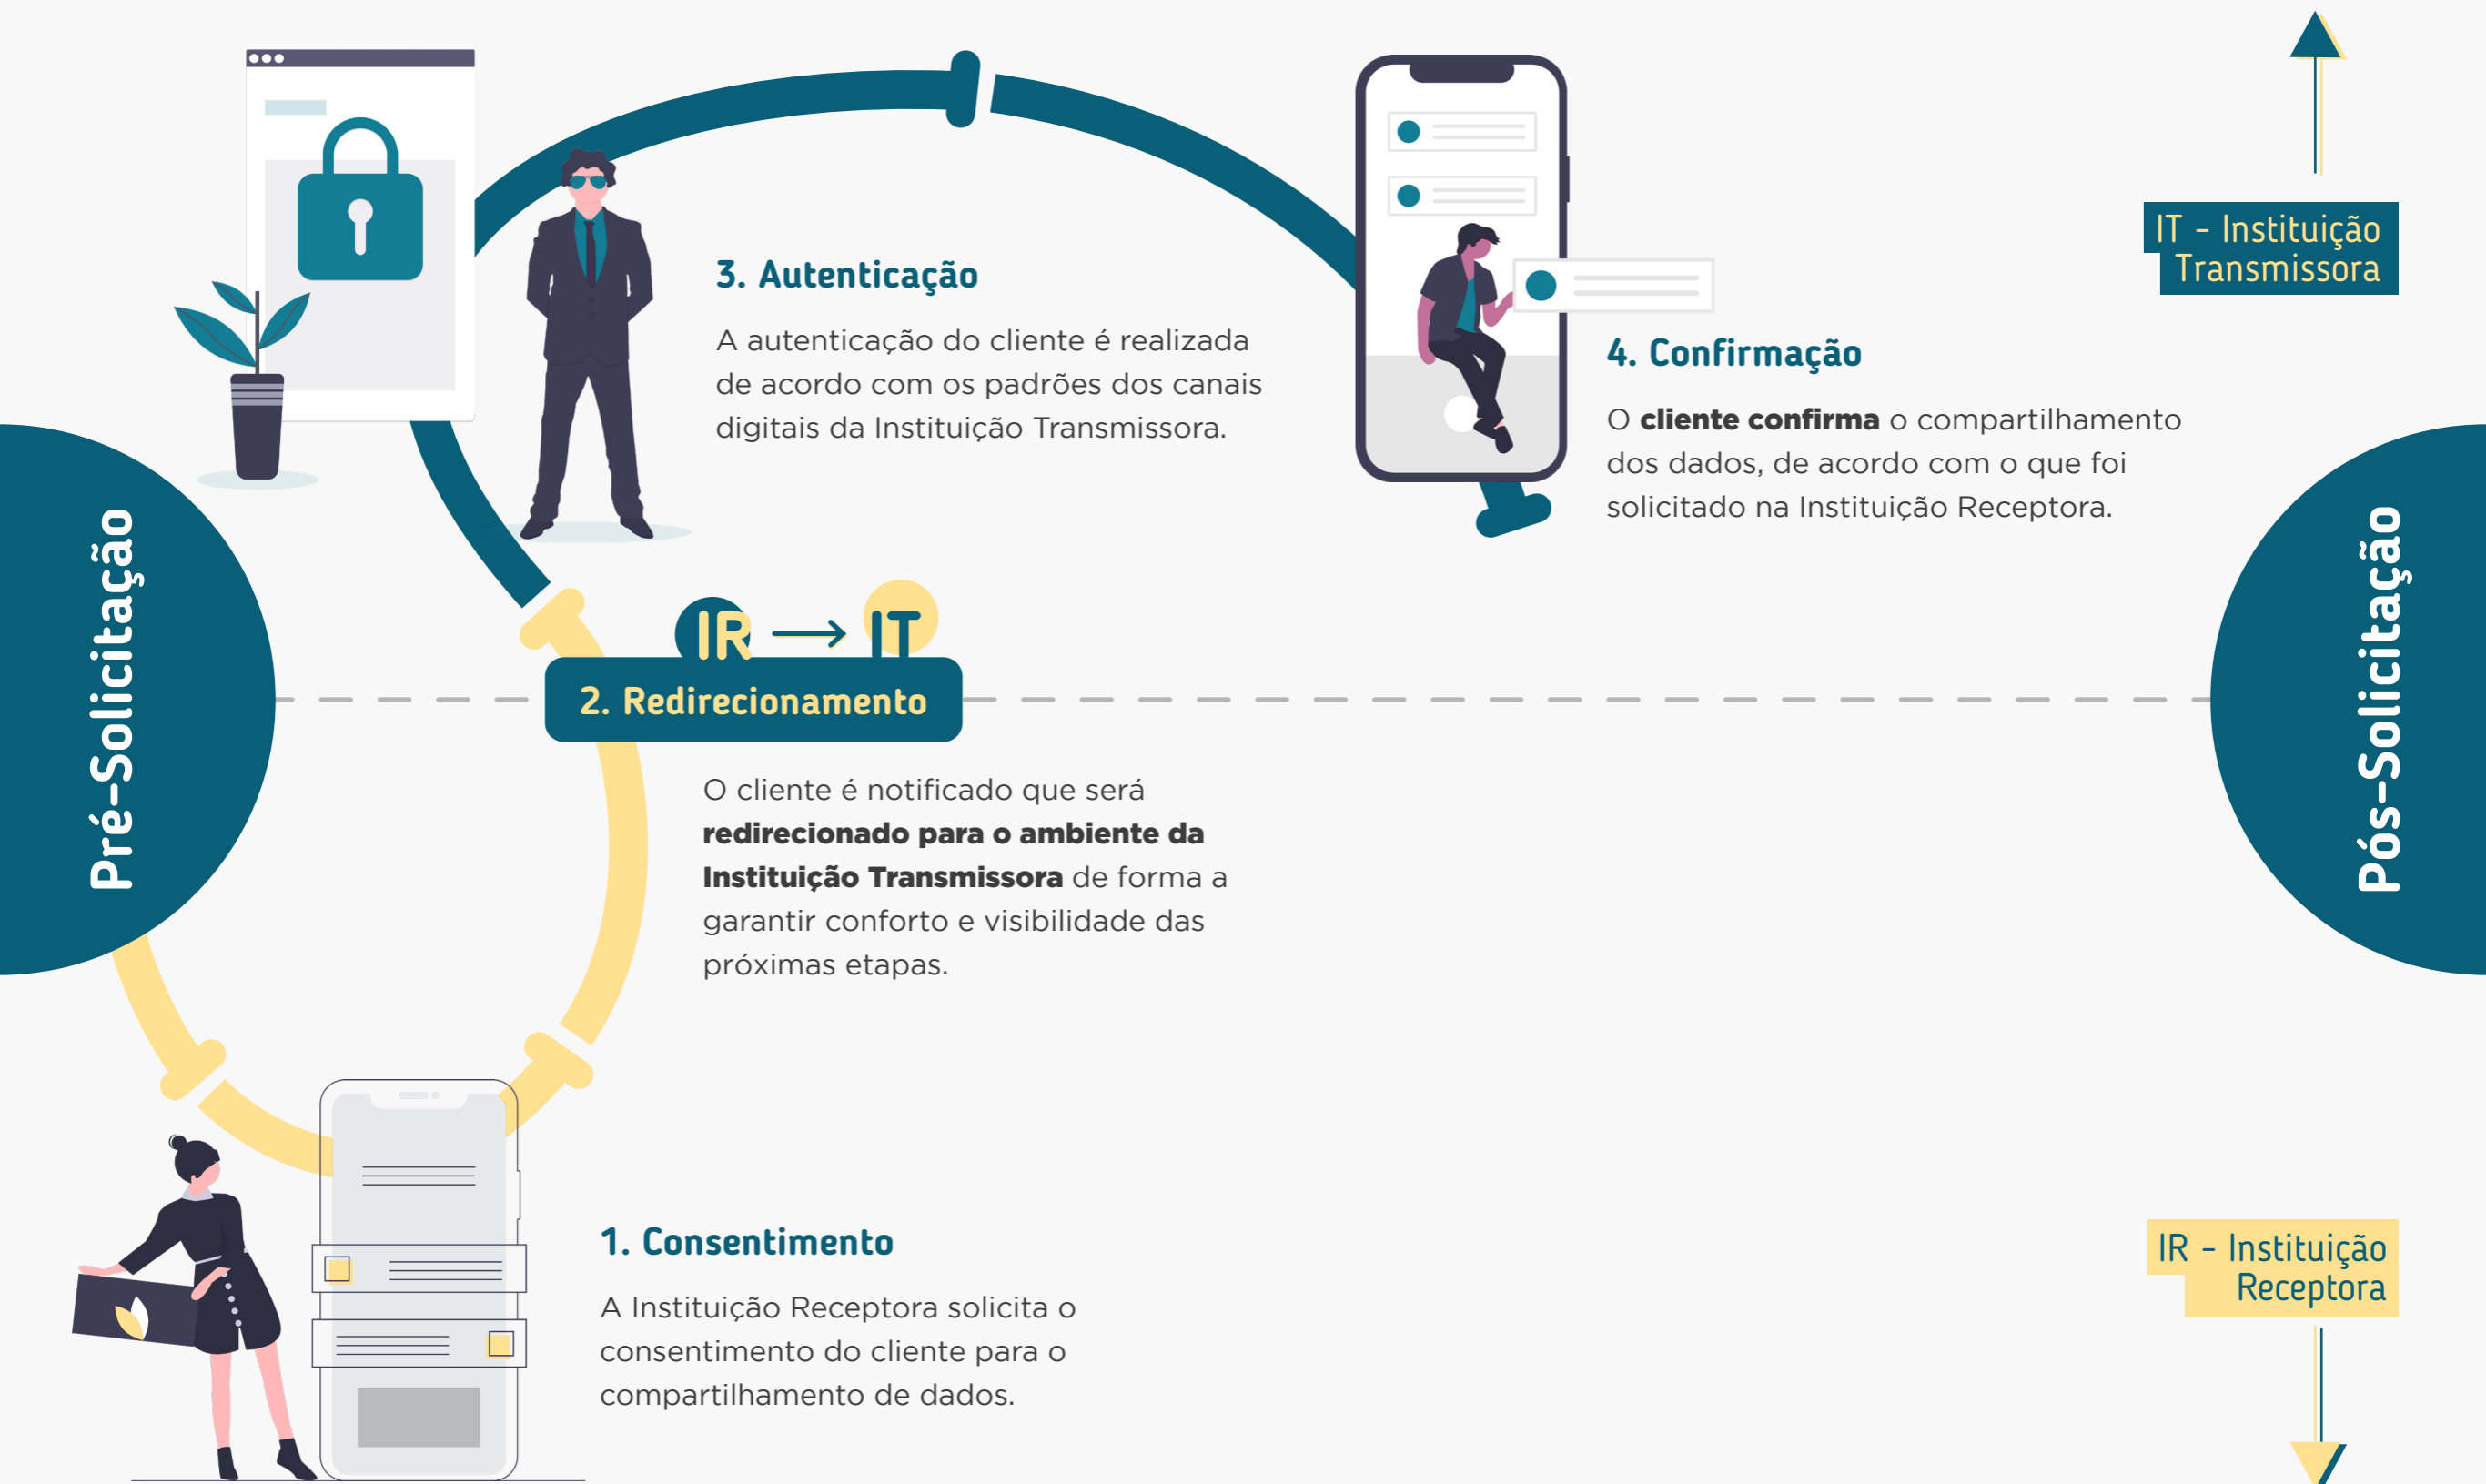 3. Autenticação
A autenticação do cliente é realizada
de acordo com os padrões dos canais
digitais da Instituição Transmissora.
IT - Instituição
Transmissora
4. Confirmação
O cliente confirma o compartilhamento
dos dados, de acordo com o que foi
solicitado na Instituição Receptora.
Pré-Solicitação
IR → IT
2. Redirecionamento
O cliente é notificado que será
redirecionado para o ambiente da
Instituição Transmissora de forma a
garantir conforto e visibilidade das
próximas etapas.
Pós-Solicitação
1. Consentimento
A Instituição Receptora solicita o
consentimento do cliente para o
compartilhamento de dados.
IR - Instituição
Receptora